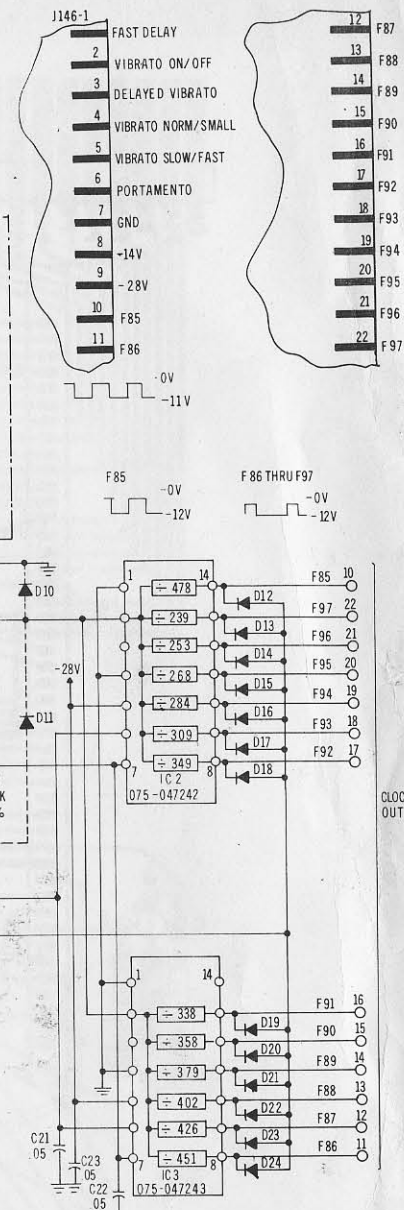 J146-1
FAST DELAY
2 VIBRATO ON/OFF
3 DELAYED VIBRATO
4 VIBRATO NORM/SMALL
5 VIBRATO SLOW/FAST
6 PORTAMENTO
7 GND
8 -14V
9 -28V
10 F85
11 F86
-0V
-11V
12 F87
13 F88
14 F89
15 F90
16 F91
17 F92
18 F93
19 F94
20 F95
21 F96
22 F97
F85
-0V
-12V
F86 THRU F97
-0V
-12V
D10
-28V
D11
1 14
÷ 478 D12 F85 10
÷ 239 D13 F97 22
÷ 253 D14 F96 21
÷ 268 D15 F95 20
÷ 284 D16 F94 19
÷ 309 D17 F93 18
÷ 349 D18 F92 17
7 8
IC 2
075-047242
K
%
CLOC
OUT
1 14
÷ 338 D19 F91 16
÷ 358 D20 F90 15
÷ 379 D21 F89 14
÷ 402 D22 F88 13
÷ 426 D23 F87 12
÷ 451 D24 F86 11
7 8
IC3
075-047243
C21
.05
C23
.05
C22
.05